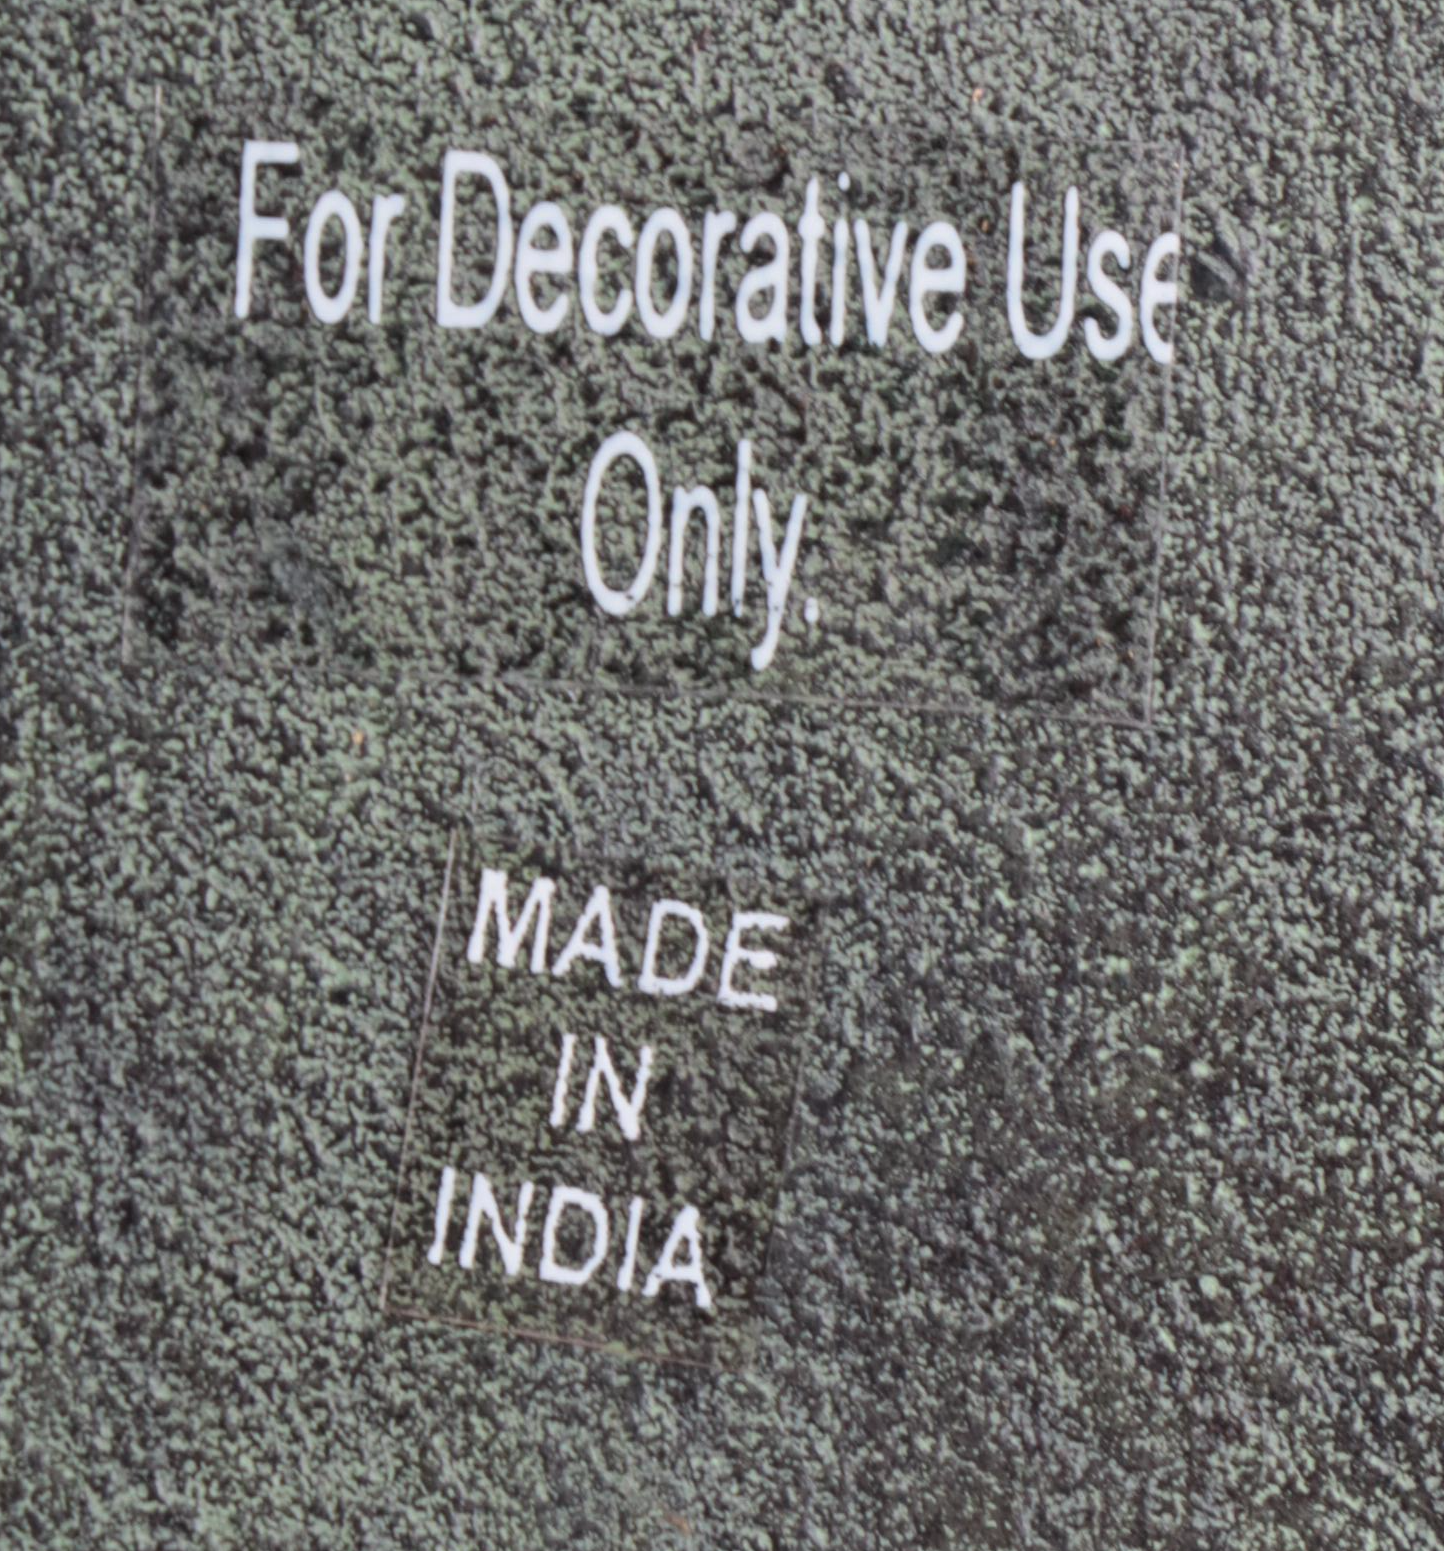 For Decorative Use
Only.
MADE
IN
INDIA